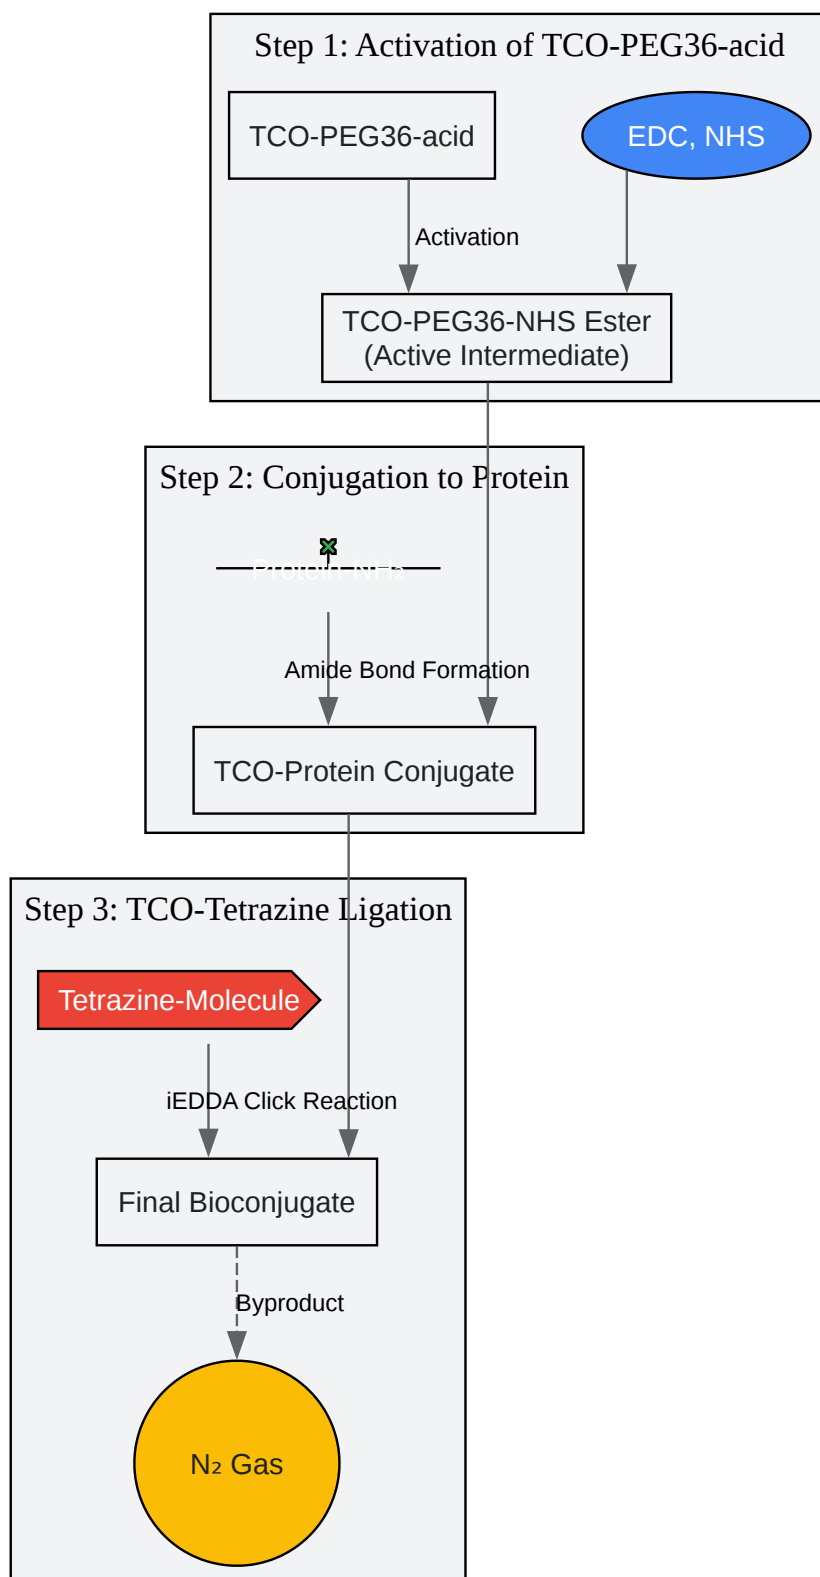 Step 1: Activation of TCO-PEG36-acid
TCO-PEG36-acid
EDC, NHS
Activation
TCO-PEG36-NHS Ester
(Active Intermediate)
Step 2: Conjugation to Protein
Protein-NH₂
Amide Bond Formation
TCO-Protein Conjugate
Step 3: TCO-Tetrazine Ligation
Tetrazine-Molecule
iEDDA Click Reaction
Final Bioconjugate
Byproduct
N₂ Gas